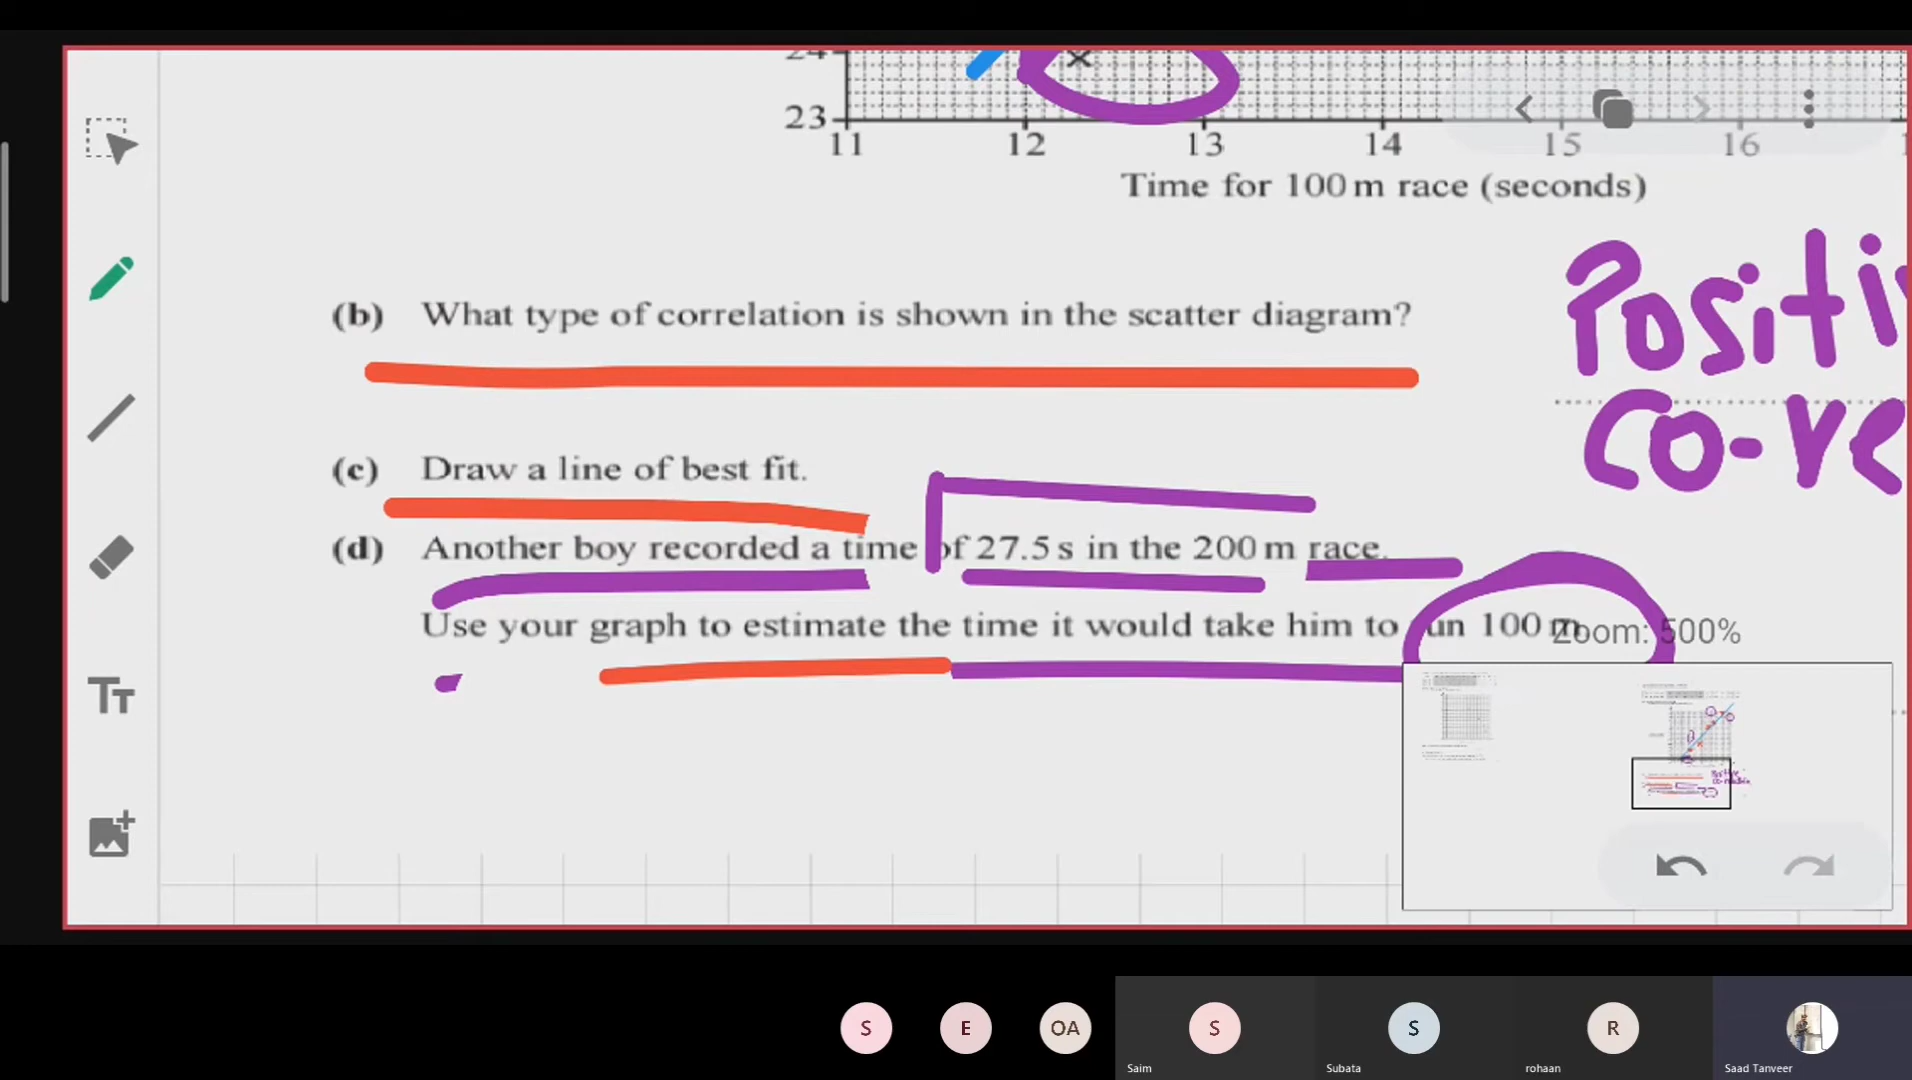 24
23
11 12 13 14 15 16
Time for 100 m race (seconds)
(b) What type of correlation is shown in the scatter diagram?
Positi
co-re
(c) Draw a line of best fit.
(d) Another boy recorded a time of 27.5 s in the 200 m race.
Use your graph to estimate the time it would take him to run 100 m.
Zoom: 500%
TT
S E OA S S R
Saim Subata rohaan Saad Tanveer